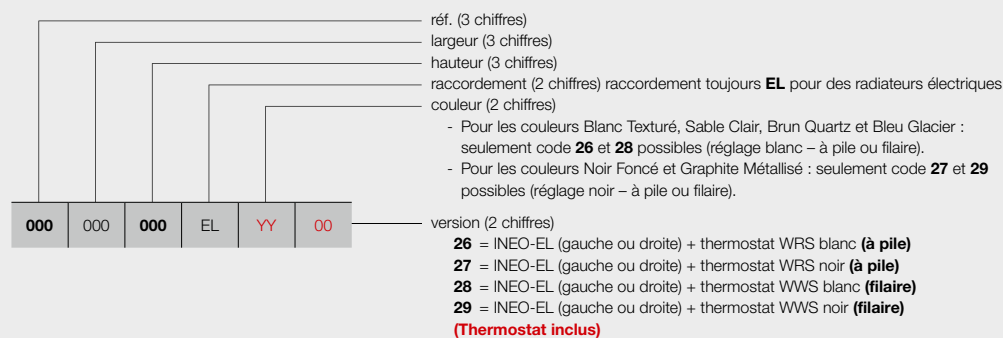 réf. (3 chiffres)
largeur (3 chiffres)
hauteur (3 chiffres)
raccordement (2 chiffres) raccordement toujours EL pour des radiateurs électriques
couleur (2 chiffres)
- Pour les couleurs Blanc Texturé, Sable Clair, Brun Quartz et Bleu Glacier :
seulement code 26 et 28 possibles (réglage blanc – à pile ou filaire).
- Pour les couleurs Noir Foncé et Graphite Métallisé : seulement code 27 et 29
possibles (réglage noir – à pile ou filaire).
000 000 000 EL YY 00
version (2 chiffres)
26 = INEO-EL (gauche ou droite) + thermostat WRS blanc (à pile)
27 = INEO-EL (gauche ou droite) + thermostat WRS noir (à pile)
28 = INEO-EL (gauche ou droite) + thermostat WWS blanc (filaire)
29 = INEO-EL (gauche ou droite) + thermostat WWS noir (filaire)
(Thermostat inclus)